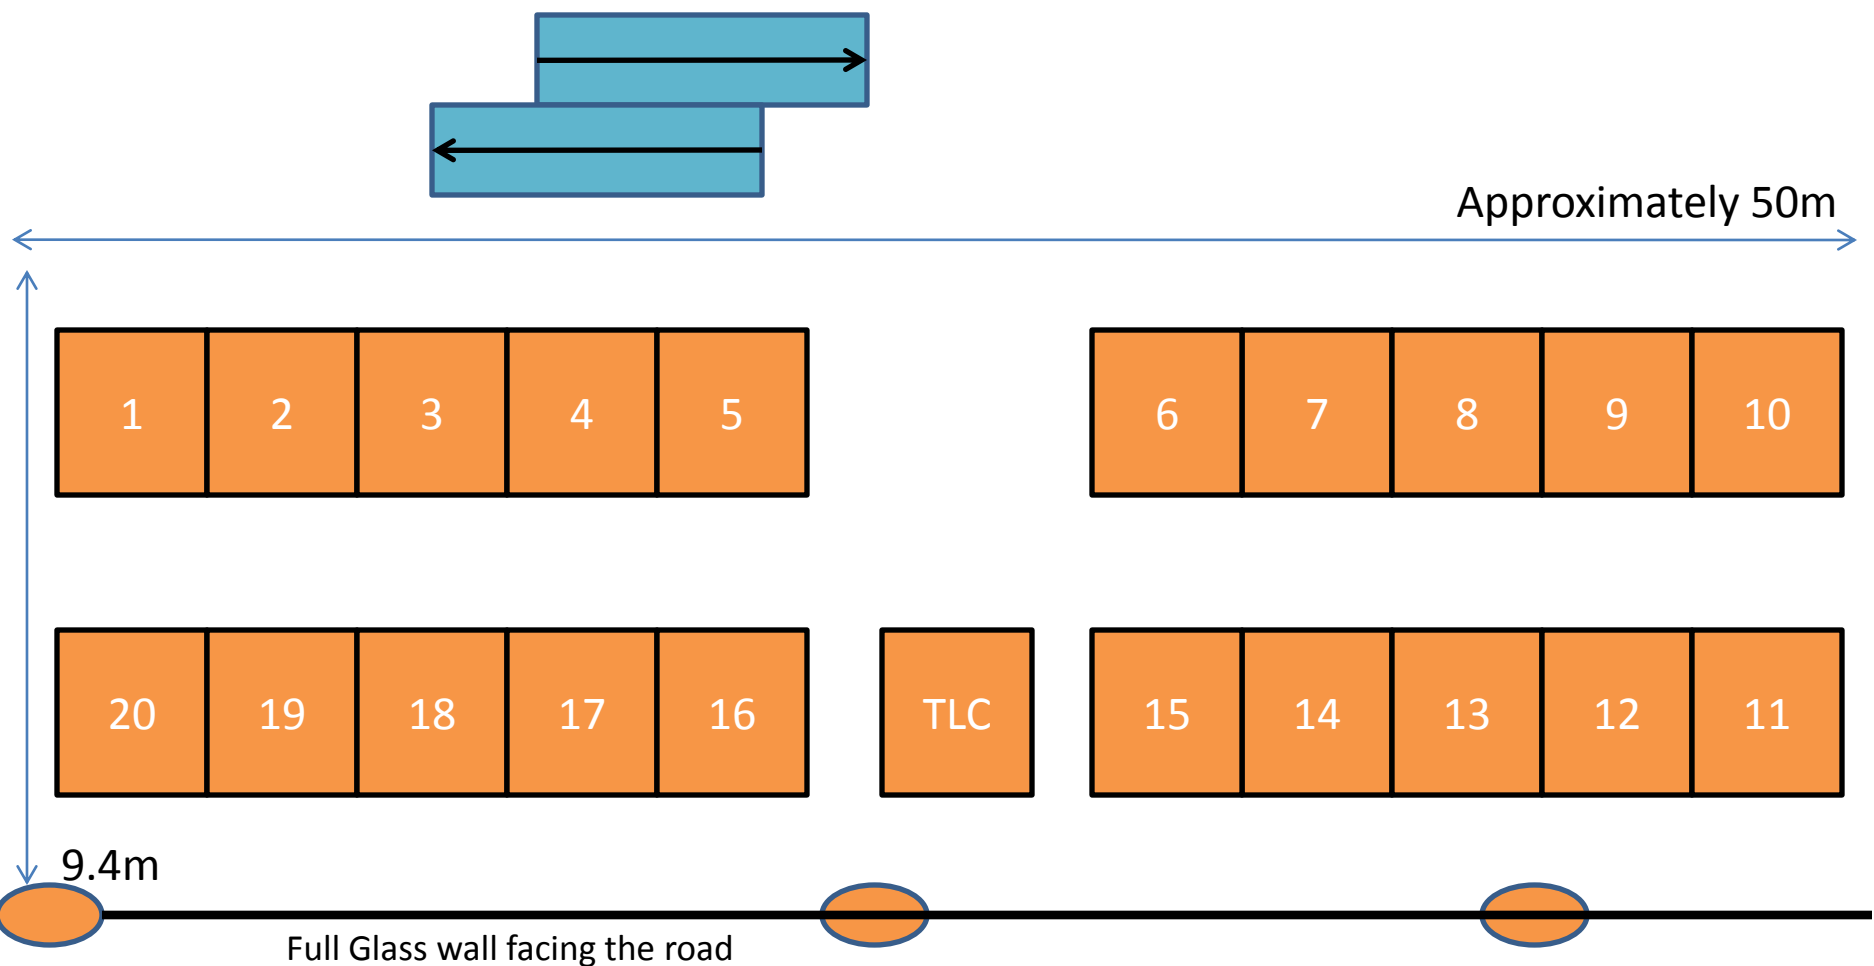 Approximately 50m
1 2 3 4 5 6 7 8 9 10
20 19 18 17 16 TLC 15 14 13 12 11
9.4m
Full Glass wall facing the road